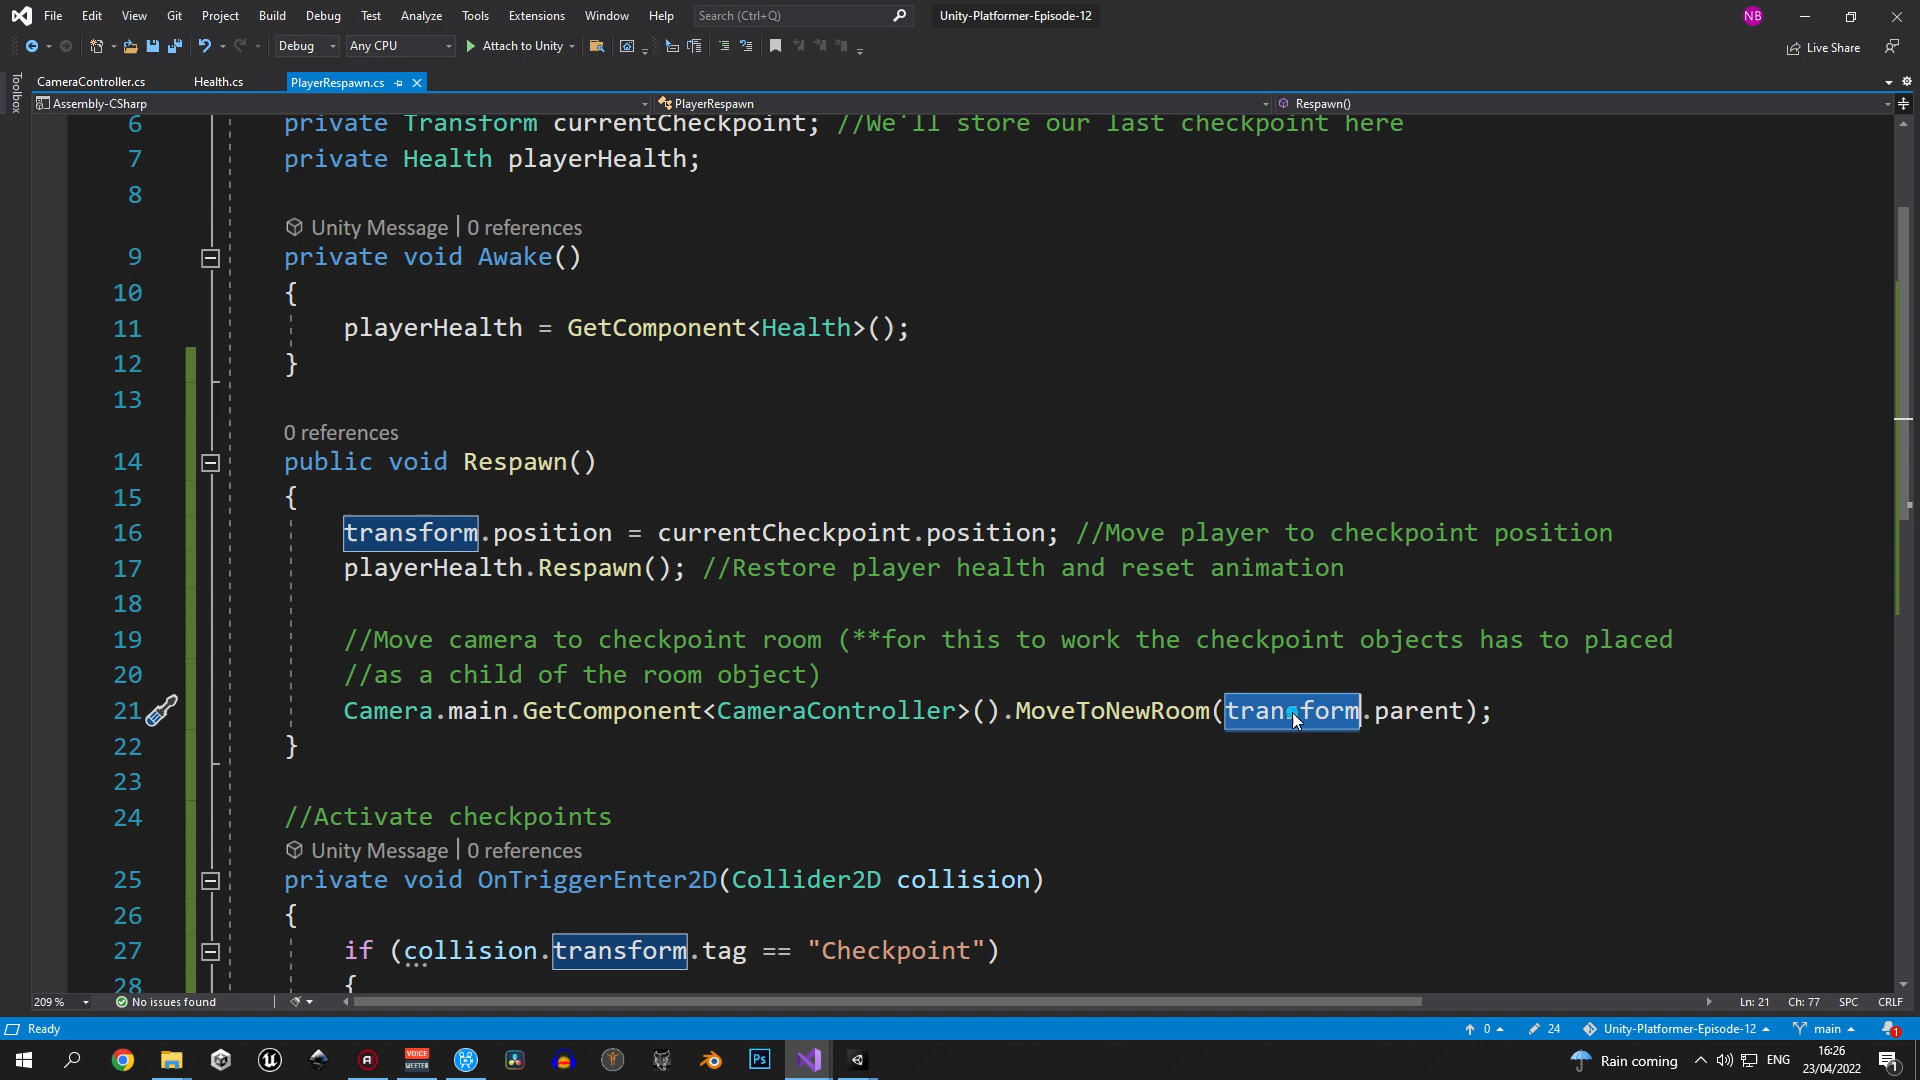 File Edit View Git Project Build Debug Test Analyze Tools Extensions Window Help Search (Ctrl+Q) Unity-Platformer-Episode-12 NB
Debug Any CPU Attach to Unity Live Share
Toolbox
CameraController.cs Health.cs PlayerRespawn.cs
Assembly-CSharp PlayerRespawn Respawn()
6 private Transform currentCheckpoint; //We'll store our last checkpoint here
7 private Health playerHealth;
8
Unity Message | 0 references
9 private void Awake()
10 {
11 playerHealth = GetComponent<Health>();
12 }
13
0 references
14 public void Respawn()
15 {
16 transform.position = currentCheckpoint.position; //Move player to checkpoint position
17 playerHealth.Respawn(); //Restore player health and reset animation
18
19 //Move camera to checkpoint room (**for this to work the checkpoint objects has to placed
20 //as a child of the room object)
21 Camera.main.GetComponent<CameraController>().MoveToNewRoom(transform.parent);
22 }
23
24 //Activate checkpoints
Unity Message | 0 references
25 private void OnTriggerEnter2D(Collider2D collision)
26 {
27 if (collision.transform.tag == "Checkpoint")
28 {
209 % No issues found Ln: 21 Ch: 77 SPC CRLF
Ready 0 24 Unity-Platformer-Episode-12 main 1
VOICE MEETER Ps Rain coming ENG 16:26 23/04/2022 1